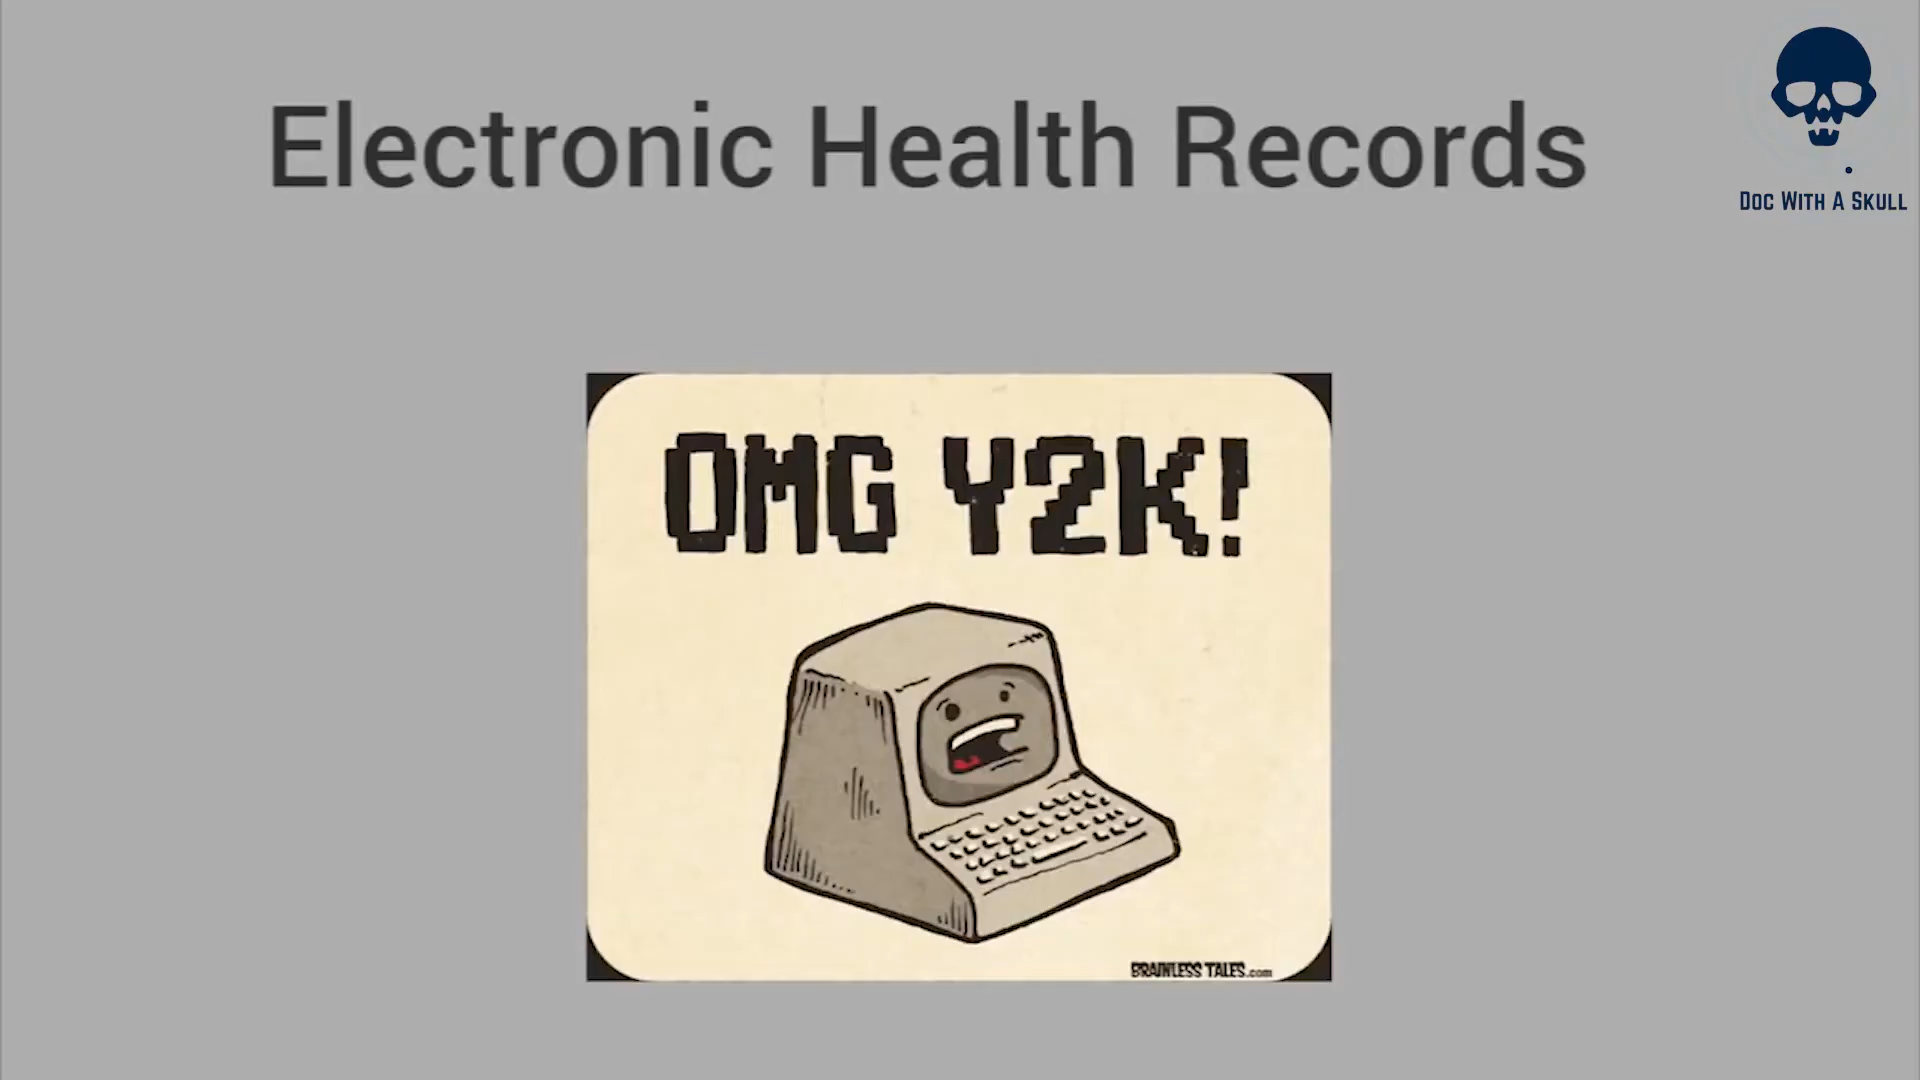 Electronic Health Records
DOC WITH A SKULL
OMG Y2K!
BRAINLESS TALES.com